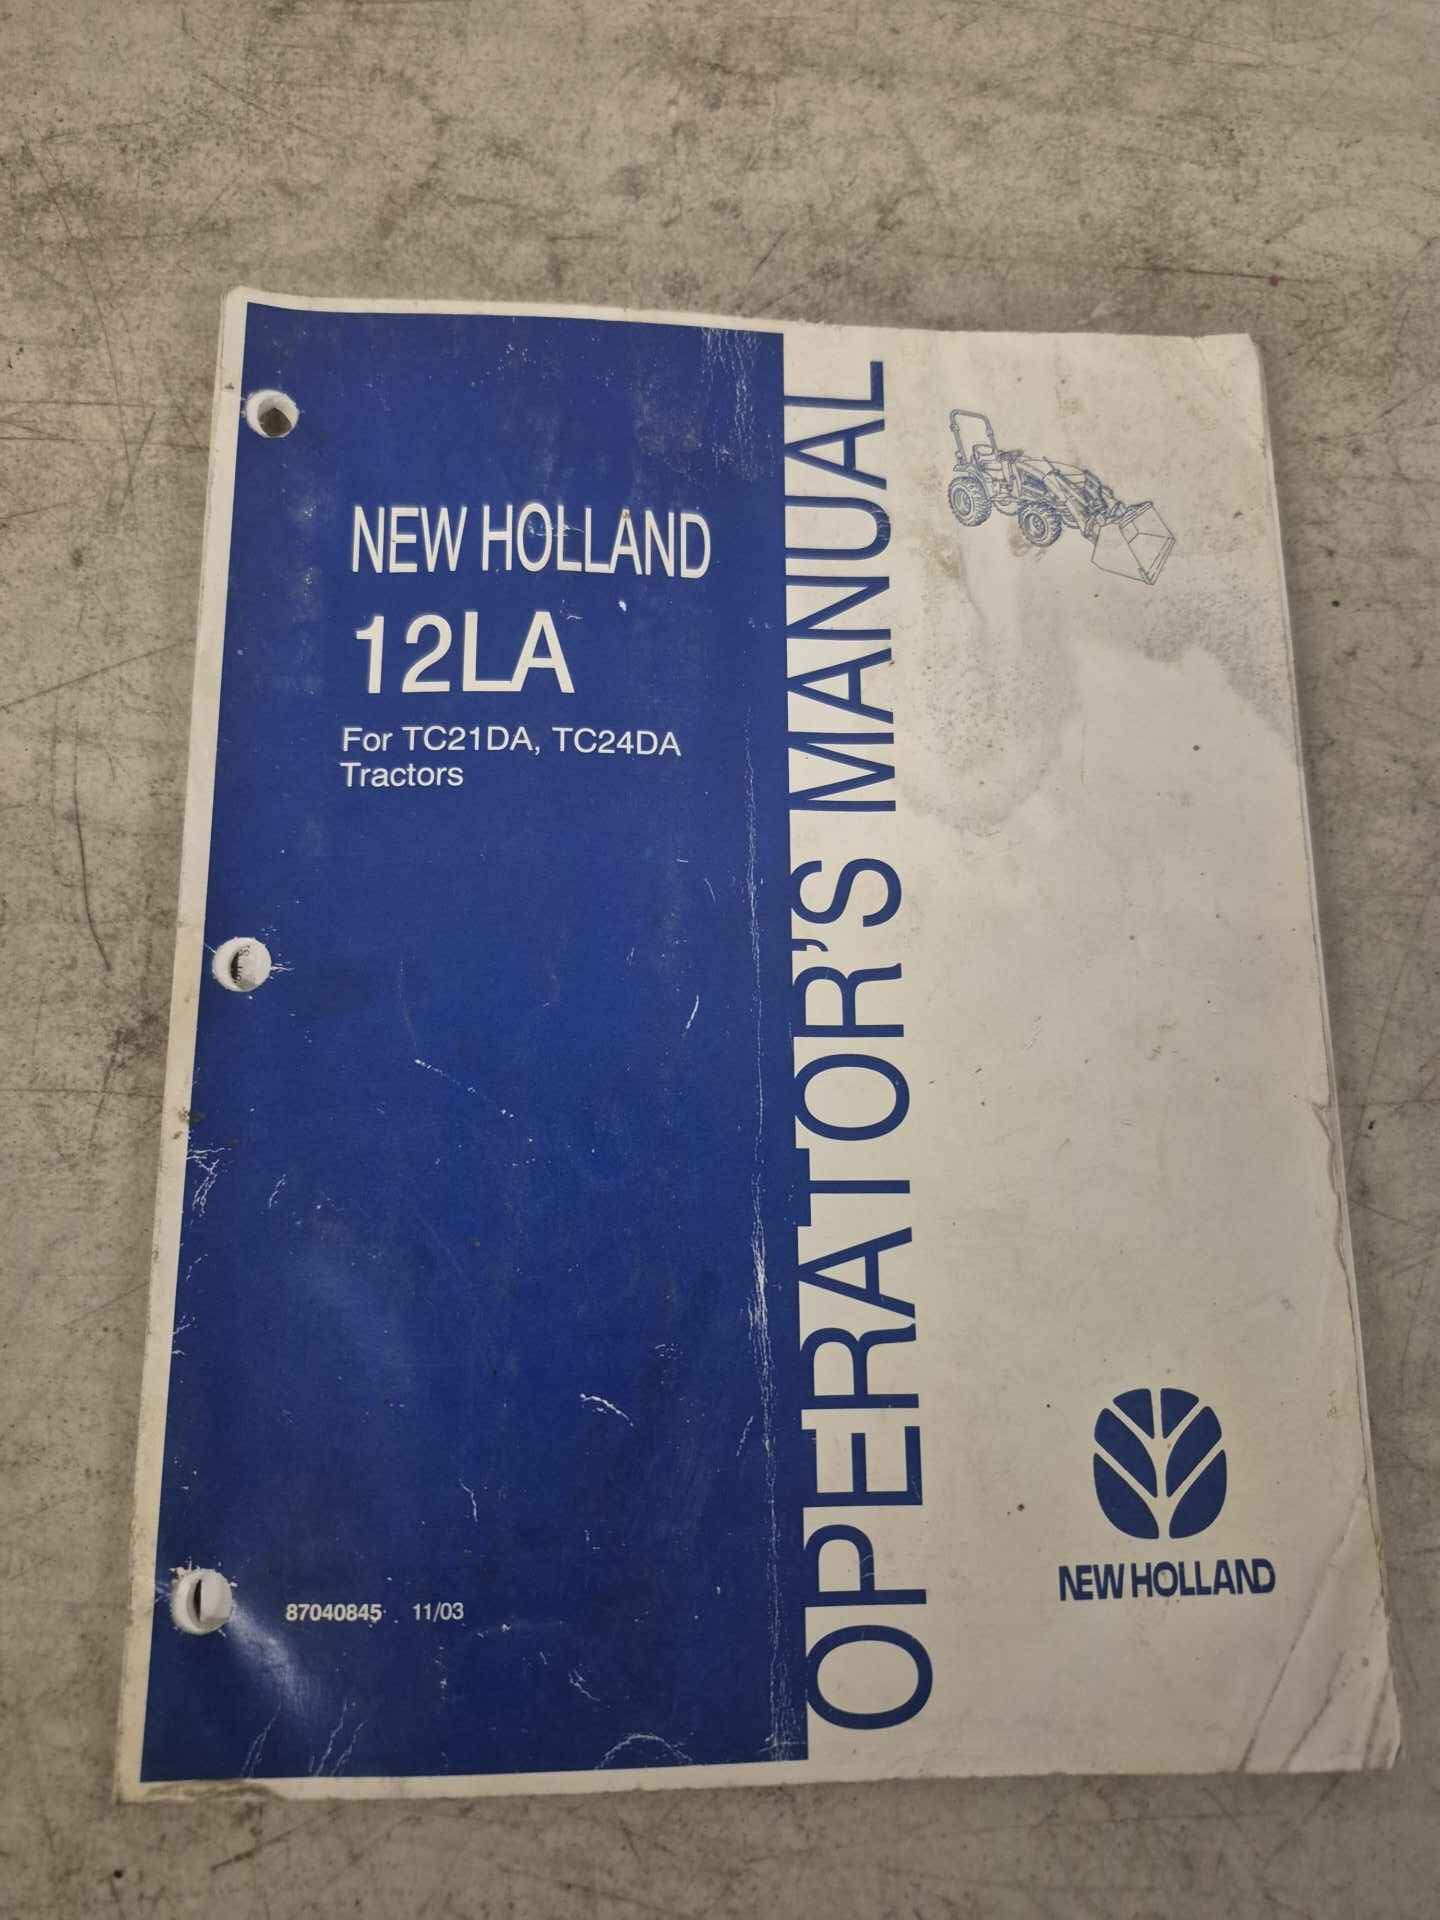 NEW HOLLAND
12LA
For TC21DA, TC24DA
Tractors
87040845 11/03
OPERATOR'S MANUAL
NEW HOLLAND